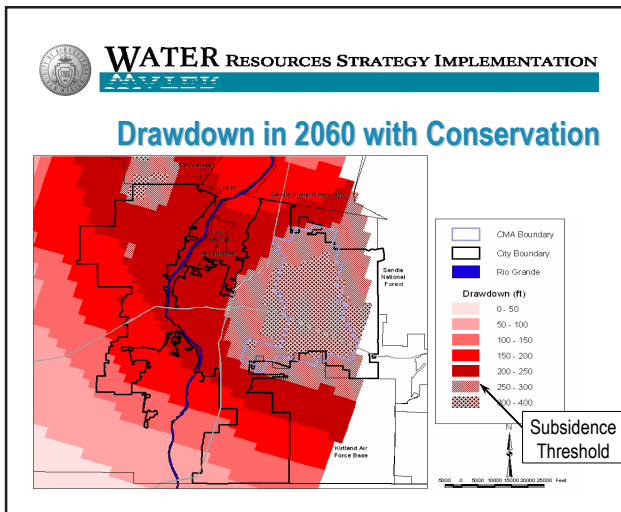 WATER RESOURCES STRATEGY IMPLEMENTATION
Drawdown in 2060 with Conservation
Sandia National Forest
Kirtland Air
Force Base
CMA Boundary
City Boundary
Rio Grande
Drawdown (ft)
0 - 50
50 - 100
100 - 150
150 - 200
200 - 250
250 - 300
300 - 400
Subsidence
Threshold
N
5000 0 5000 10000 15000 20000 25000 Feet